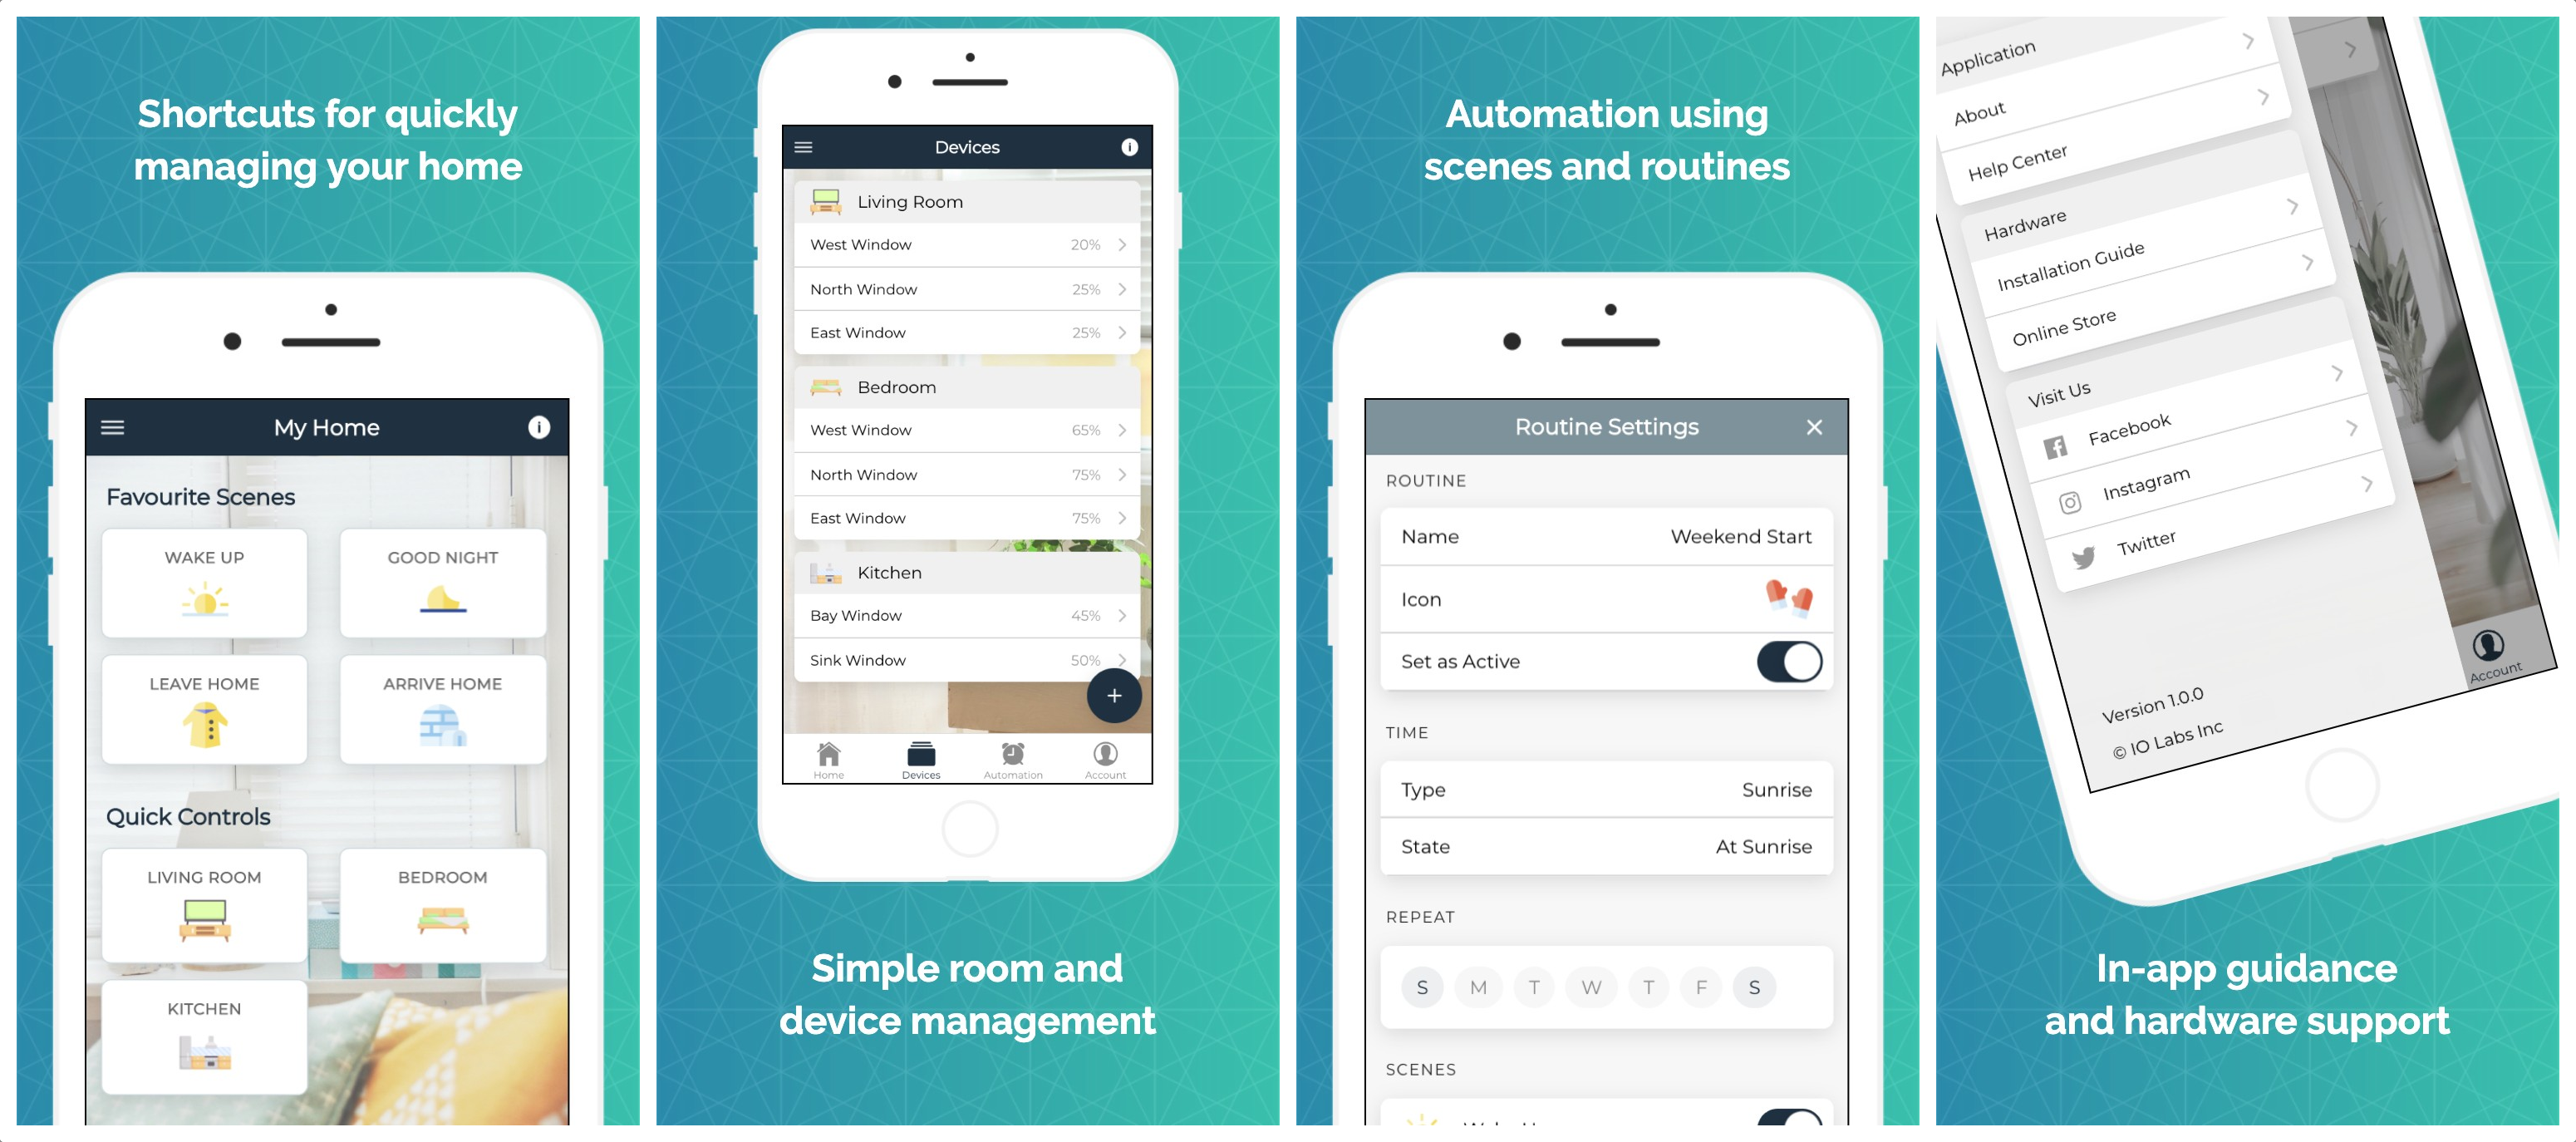 Shortcuts for quickly
managing your home
My Home
Favourite Scenes
WAKE UP
GOOD NIGHT
LEAVE HOME
ARRIVE HOME
Quick Controls
LIVING ROOM
BEDROOM
KITCHEN
Devices
Living Room
West Window 20%
North Window 25%
East Window 25%
Bedroom
West Window 65%
North Window 75%
East Window 75%
Kitchen
Bay Window 45%
Sink Window 50%
Home Devices Automation Account
Simple room and
device management
Automation using
scenes and routines
Routine Settings
ROUTINE
Name Weekend Start
Icon
Set as Active
TIME
Type Sunrise
State At Sunrise
REPEAT
S M T W T F S
SCENES
Application
About
Help Center
Hardware
Installation Guide
Online Store
Visit Us
Facebook
Instagram
Twitter
Account
Version 1.0.0
© IO Labs Inc
In-app guidance
and hardware support